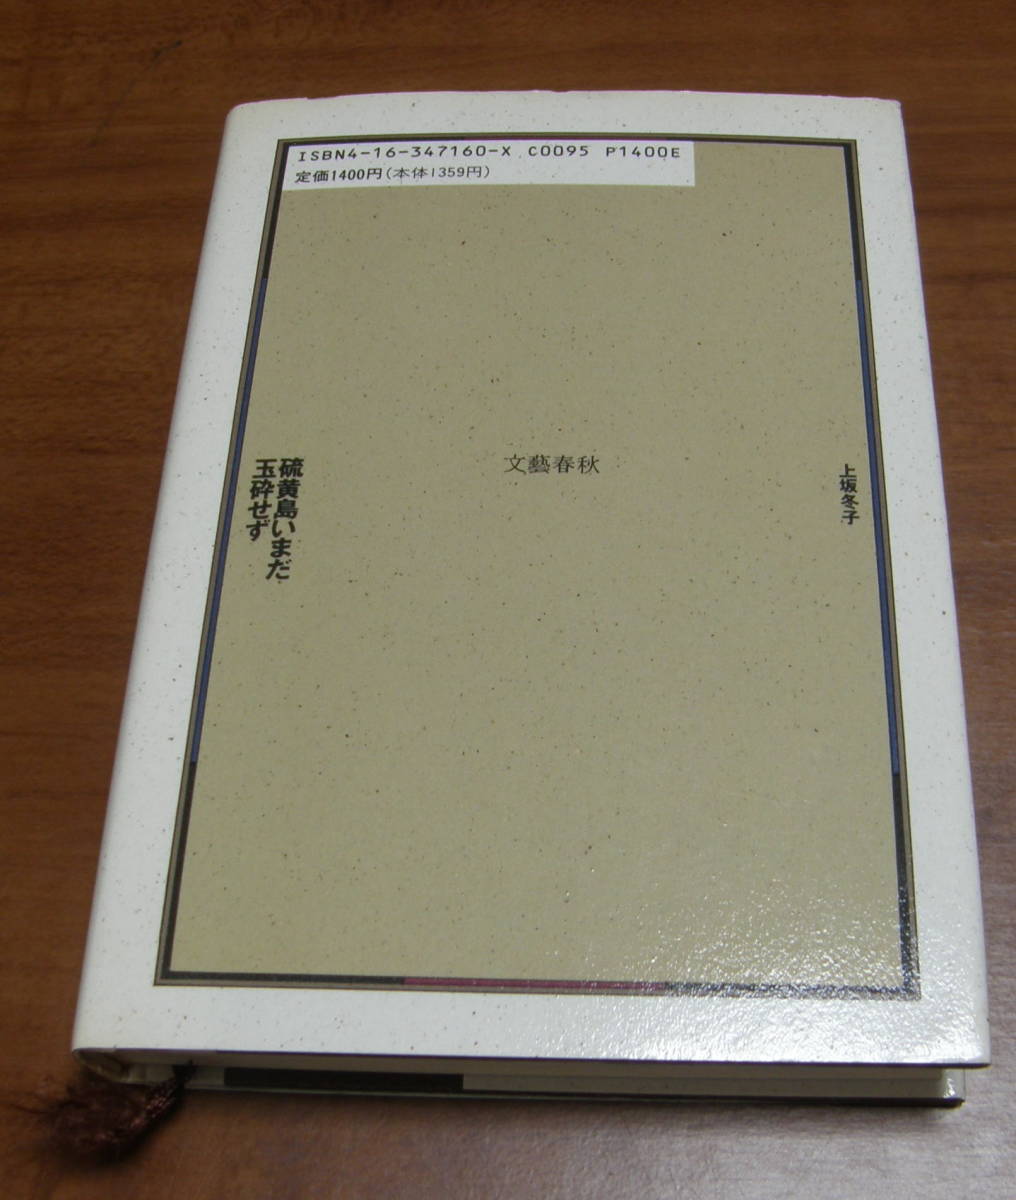 ISBN4-16-347160-X C0095 P1400E
定価1400円(本体1359円)
硫黄島いまだ
玉砕せず
文藝春秋
上坂冬子